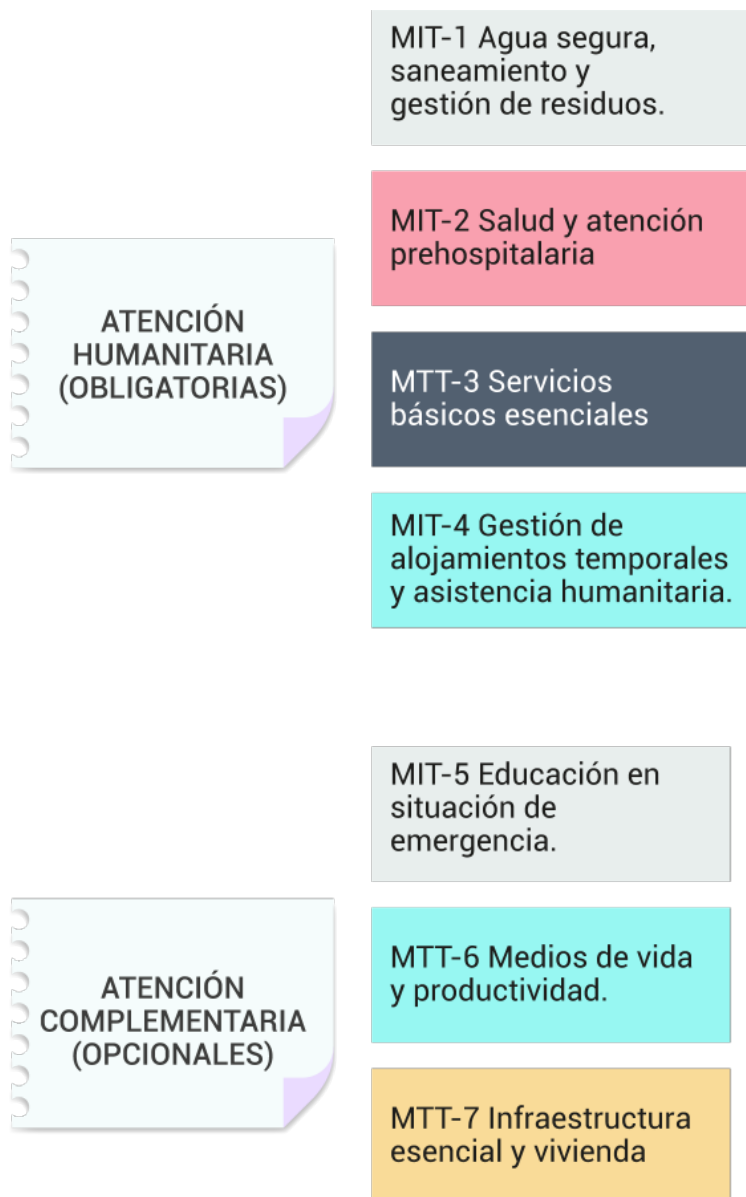 MIT-1 Agua segura,
saneamiento y
gestión de residuos.
MIT-2 Salud y atención
prehospitalaria
ATENCIÓN
HUMANITARIA
(OBLIGATORIAS)
MTT-3 Servicios
básicos esenciales
MIT-4 Gestión de
alojamientos temporales
y asistencia humanitaria.
MIT-5 Educación en
situación de
emergencia.
ATENCIÓN
COMPLEMENTARIA
(OPCIONALES)
MTT-6 Medios de vida
y productividad.
MTT-7 Infraestructura
esencial y vivienda